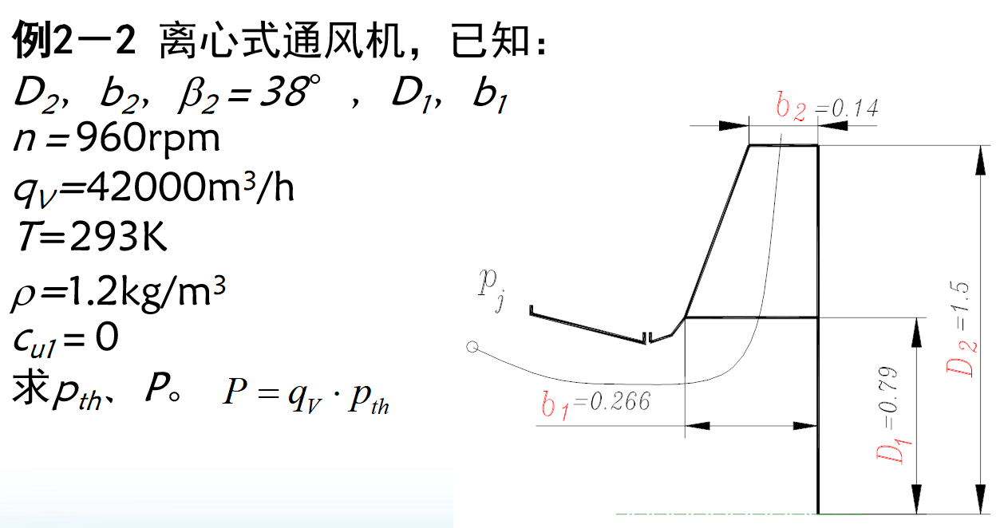 例2－2 离心式通风机，已知：
D₂，b₂，β₂＝38°，D₁，b₁
n＝960rpm
qV＝42000m³/h
T＝293K
ρ＝1.2kg/m³
cu1＝0
求pth、P。 P = qV · pth
b₂=0.14
pj
b₁=0.266
D₁=0.79
D₂=1.5